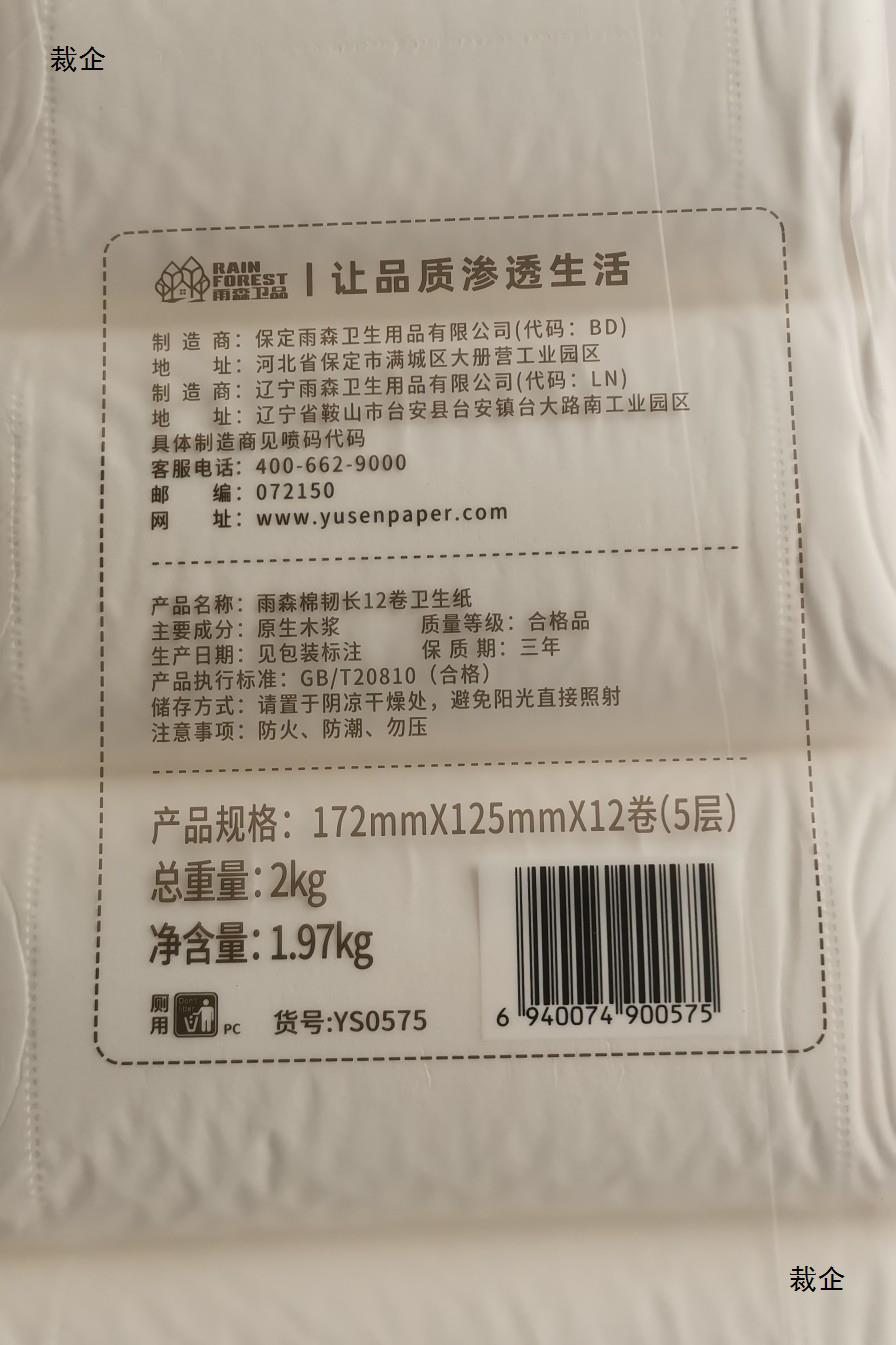 裁企
RAIN
FOREST
雨森卫品
让品质渗透生活
制造商：保定雨森卫生用品有限公司(代码：BD)
地址：河北省保定市满城区大册营工业园区
制造商：辽宁雨森卫生用品有限公司(代码：LN)
地址：辽宁省鞍山市台安县台安镇台大路南工业园区
具体制造商见喷码代码
客服电话：400-662-9000
邮编：072150
网址：www.yusenpaper.com
产品名称：雨森棉韧长12卷卫生纸
主要成分：原生木浆 质量等级：合格品
生产日期：见包装标注 保质期：三年
产品执行标准：GB/T20810（合格）
储存方式：请置于阴凉干燥处，避免阳光直接照射
注意事项：防火、防潮、勿压
产品规格：172mmX125mmX12卷(5层)
总重量：2kg
净含量：1.97kg
厕用 PC 货号:YS0575
6 940074 900575
裁企